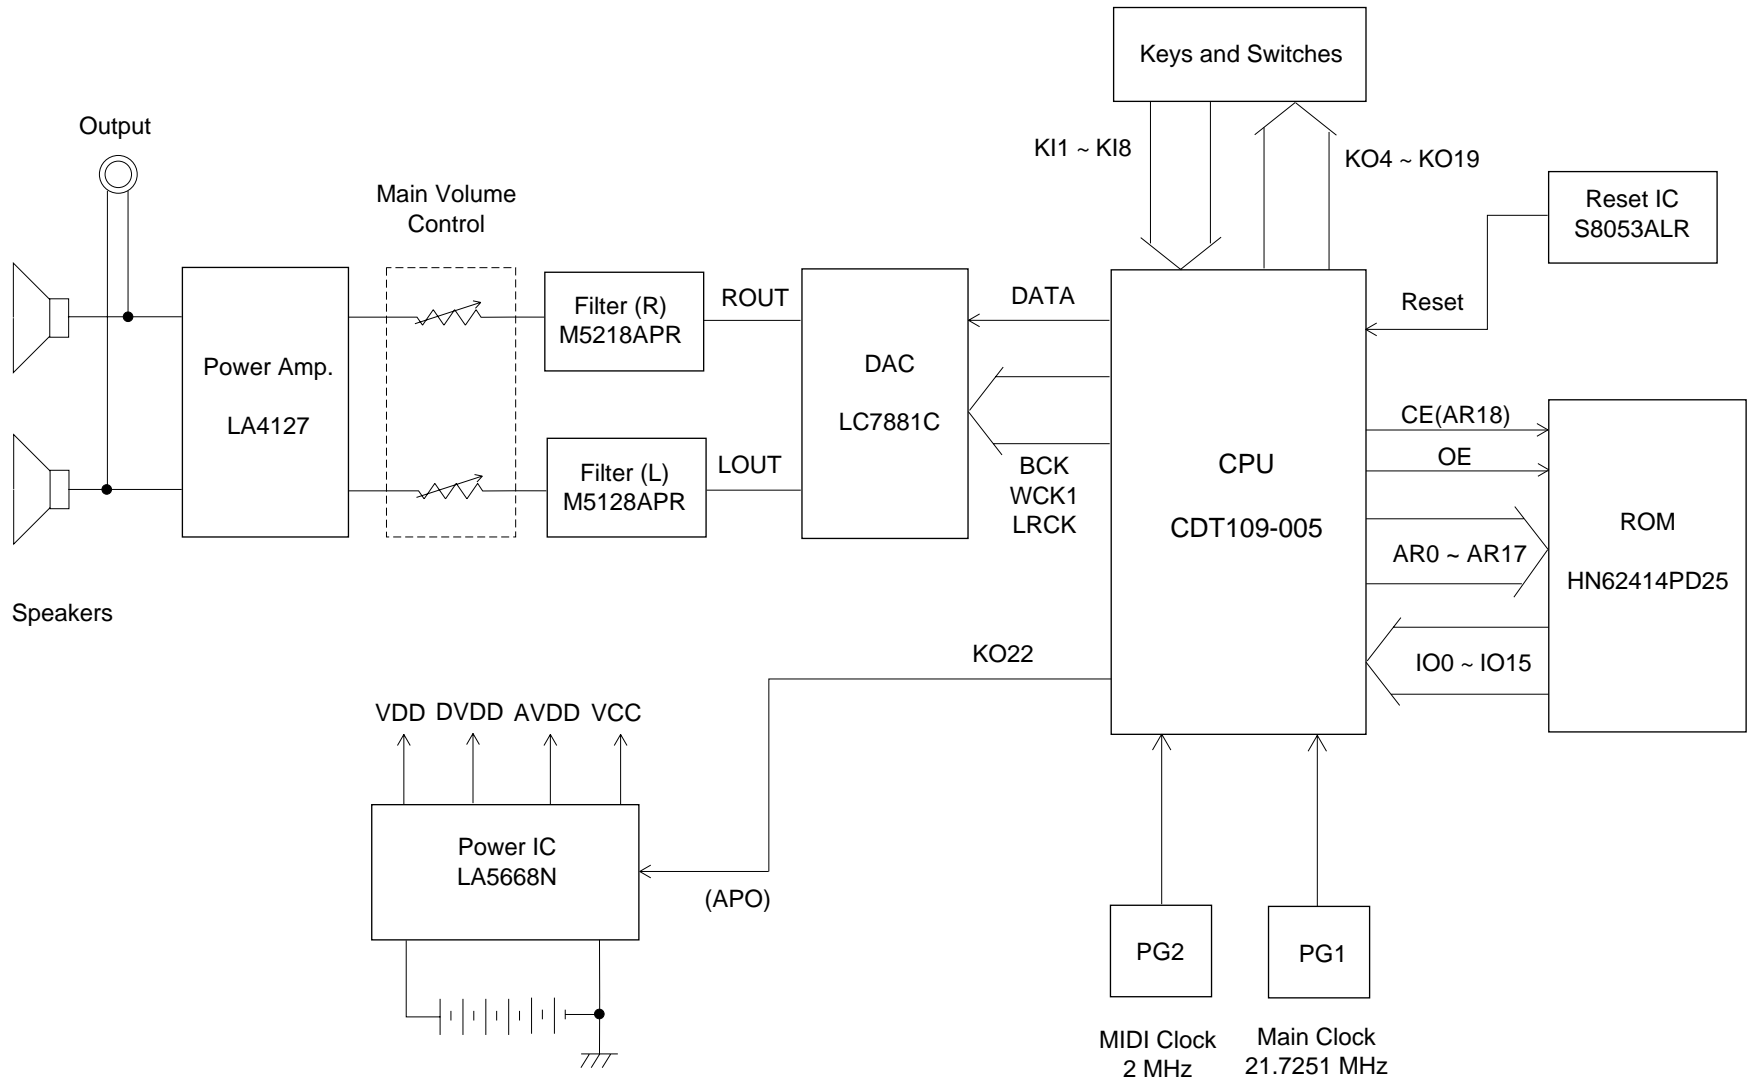 Keys and Switches
Output
KI1 ~ KI8
KO4 ~ KO19
Main Volume
Control
Reset IC
S8053ALR
Filter (R)
M5218APR
ROUT
DATA
Reset
Power Amp.
LA4127
DAC
LC7881C
CE(AR18)
OE
Filter (L)
M5128APR
LOUT
BCK
WCK1
LRCK
CPU
CDT109-005
AR0 ~ AR17
ROM
HN62414PD25
Speakers
KO22
IO0 ~ IO15
VDD
DVDD
AVDD
VCC
Power IC
LA5668N
(APO)
PG2
PG1
MIDI Clock
2 MHz
Main Clock
21.7251 MHz